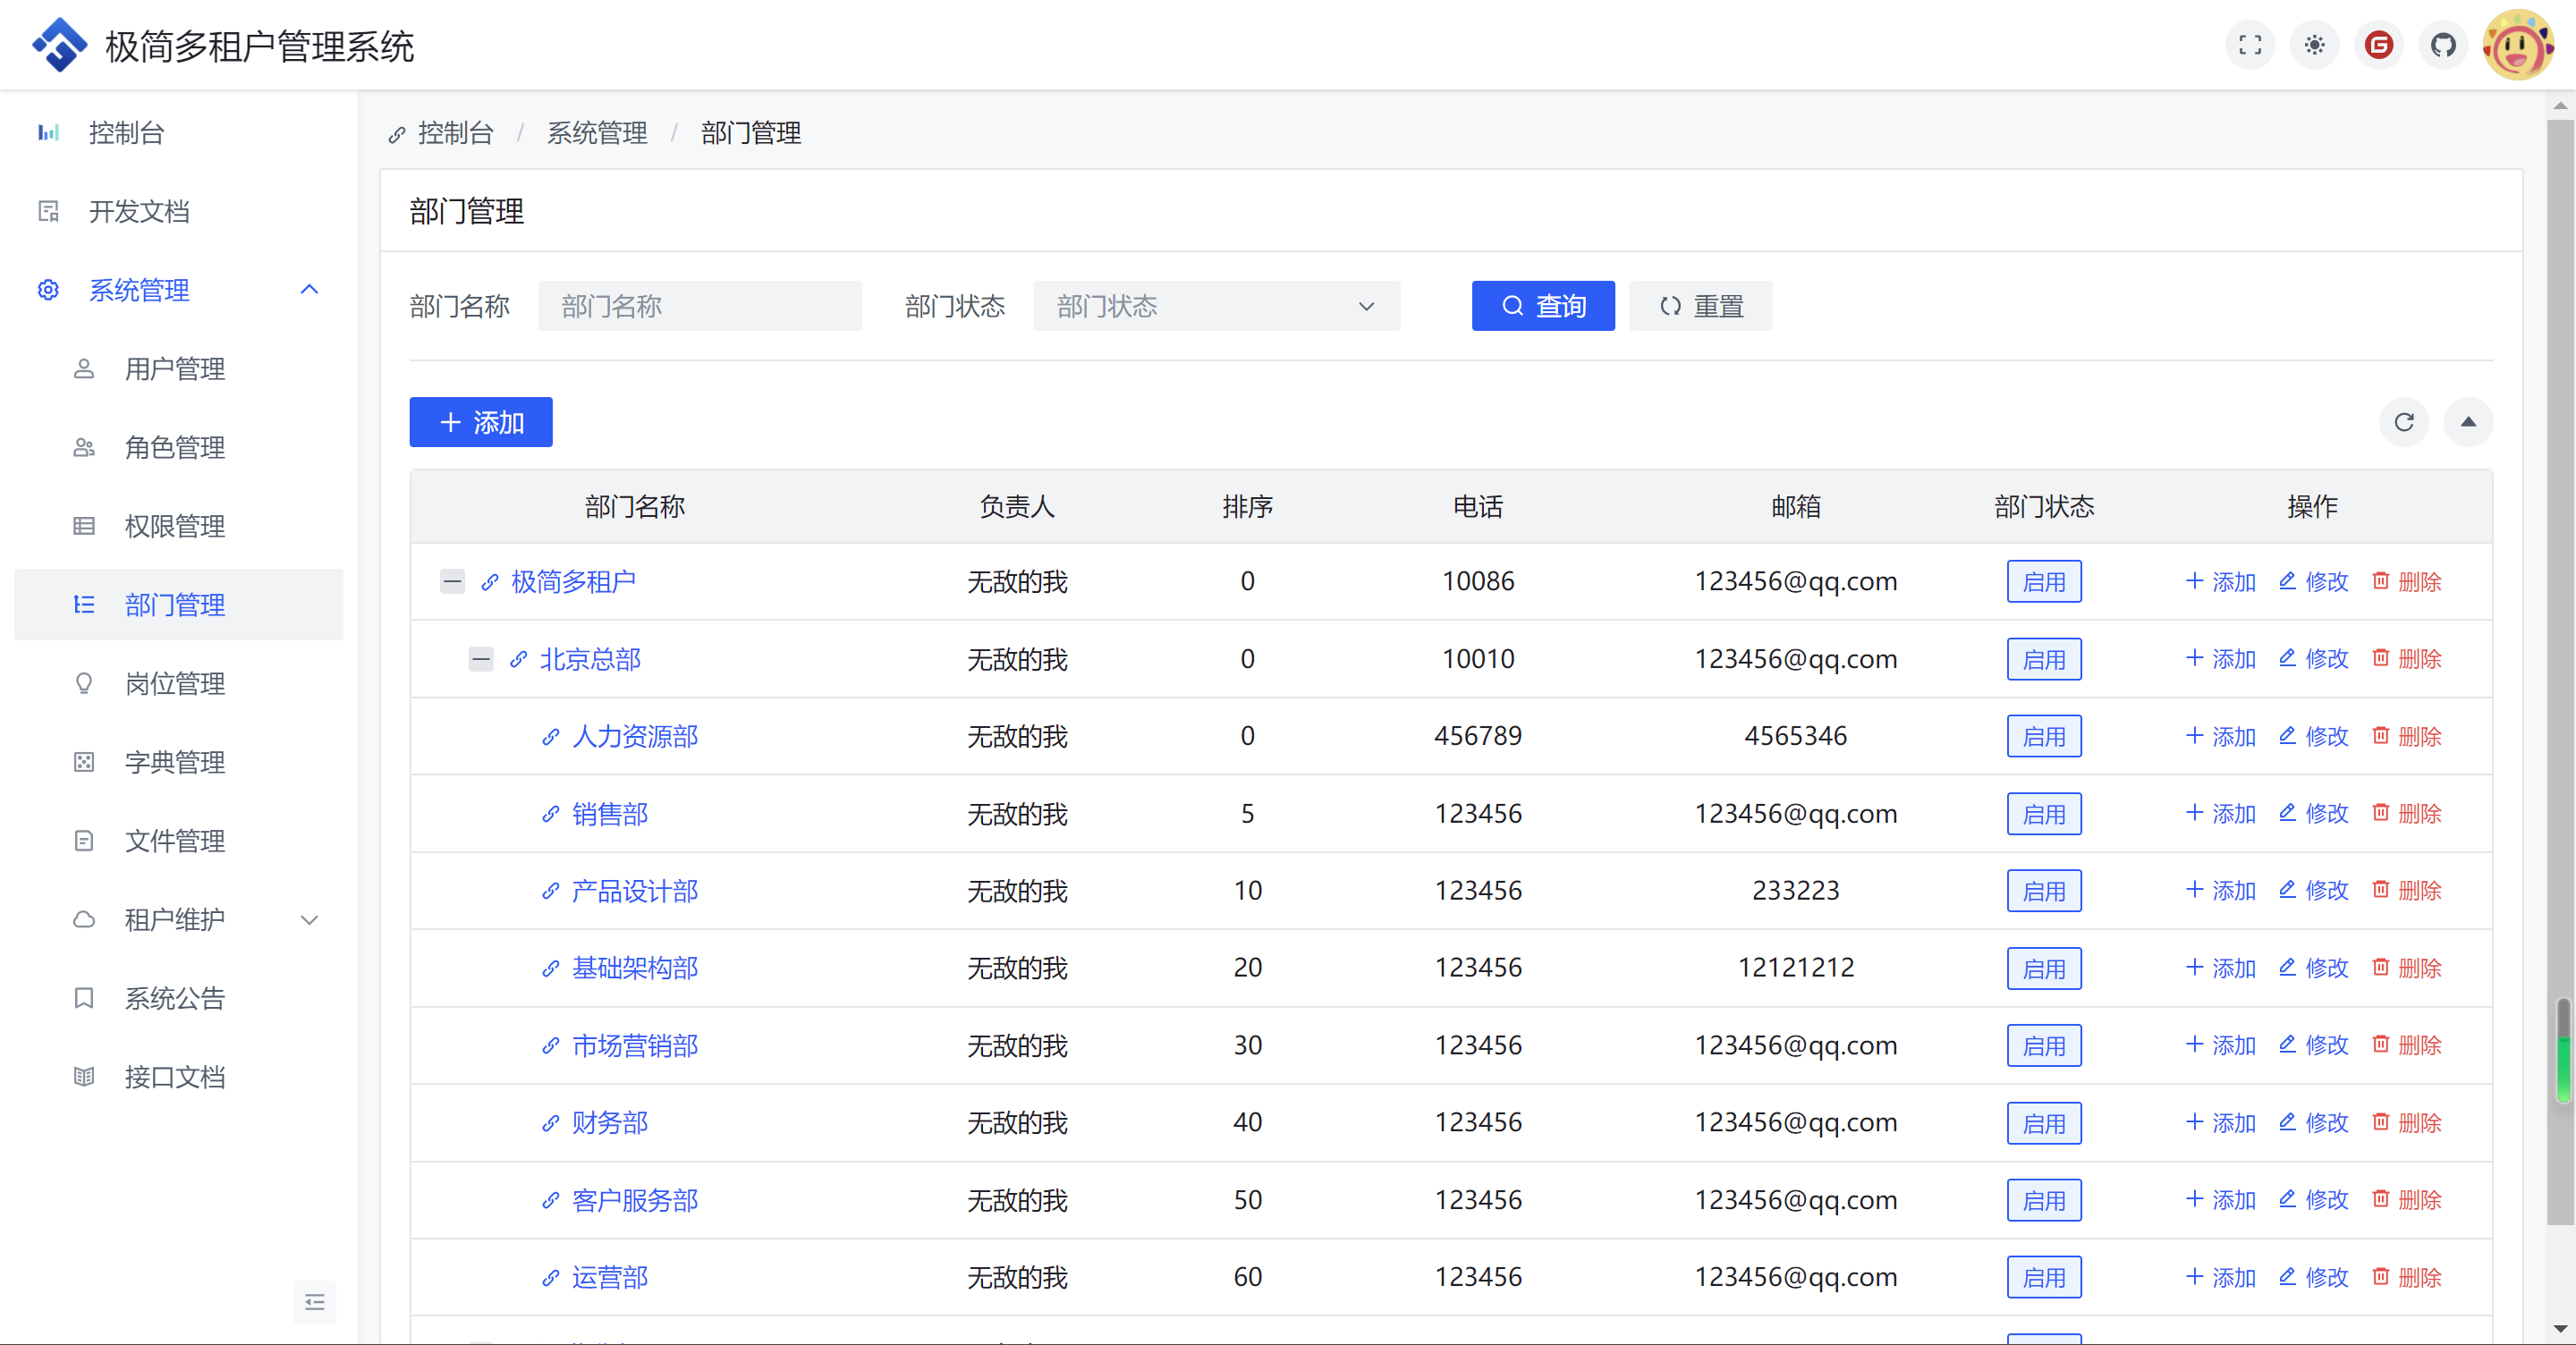 极简多租户管理系统
控制台
开发文档
系统管理
用户管理
角色管理
权限管理
部门管理
岗位管理
字典管理
文件管理
租户维护
系统公告
接口文档
控制台 / 系统管理 / 部门管理
部门管理
部门名称 部门名称 部门状态 部门状态 查询 重置
添加
部门名称 负责人 排序 电话 邮箱 部门状态 操作
极简多租户 无敌的我 0 10086 123456@qq.com 启用 添加 修改 删除
北京总部 无敌的我 0 10010 123456@qq.com 启用 添加 修改 删除
人力资源部 无敌的我 0 456789 4565346 启用 添加 修改 删除
销售部 无敌的我 5 123456 123456@qq.com 启用 添加 修改 删除
产品设计部 无敌的我 10 123456 233223 启用 添加 修改 删除
基础架构部 无敌的我 20 123456 12121212 启用 添加 修改 删除
市场营销部 无敌的我 30 123456 123456@qq.com 启用 添加 修改 删除
财务部 无敌的我 40 123456 123456@qq.com 启用 添加 修改 删除
客户服务部 无敌的我 50 123456 123456@qq.com 启用 添加 修改 删除
运营部 无敌的我 60 123456 123456@qq.com 启用 添加 修改 删除